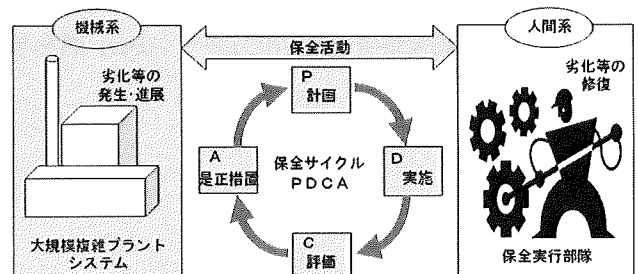 機械系
人間系
保全活動
劣化等の
発生・進展
大規模複雑プラント
システム
P
計画
D
実施
C
評価
A
是正措置
保全サイクル
PDCA
劣化等の
修復
保全実行部隊